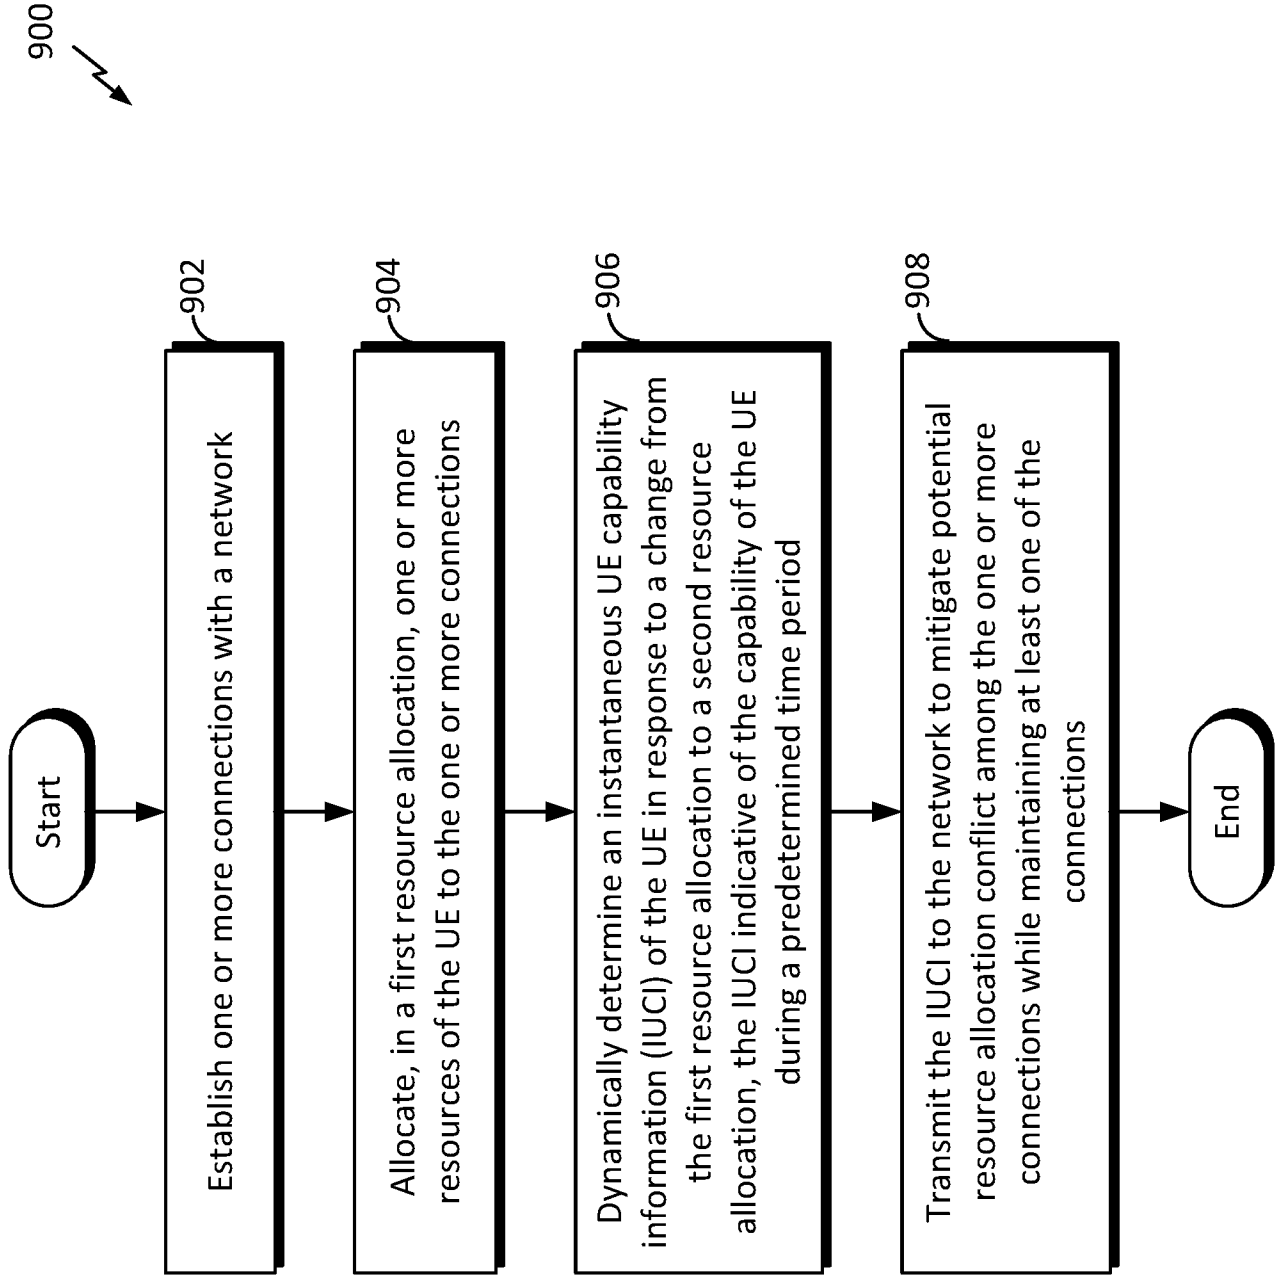 900
Start
902
Establish one or more connections with a network
904
Allocate, in a first resource allocation, one or more
resources of the UE to the one or more connections
906
Dynamically determine an instantaneous UE capability
information (IUCI) of the UE in response to a change from
the first resource allocation to a second resource
allocation, the IUCI indicative of the capability of the UE
during a predetermined time period
908
Transmit the IUCI to the network to mitigate potential
resource allocation conflict among the one or more
connections while maintaining at least one of the
connections
End